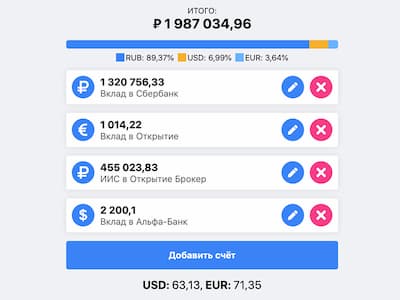 ИТОГО:
₽ 1 987 034,96
RUB: 89,37% USD: 6,99% EUR: 3,64%
₽ 1 320 756,33
Вклад в Сбербанк
€ 1 014,22
Вклад в Открытие
₽ 455 023,83
ИИС в Открытие Брокер
$ 2 200,1
Вклад в Альфа-Банк
Добавить счёт
USD: 63,13, EUR: 71,35